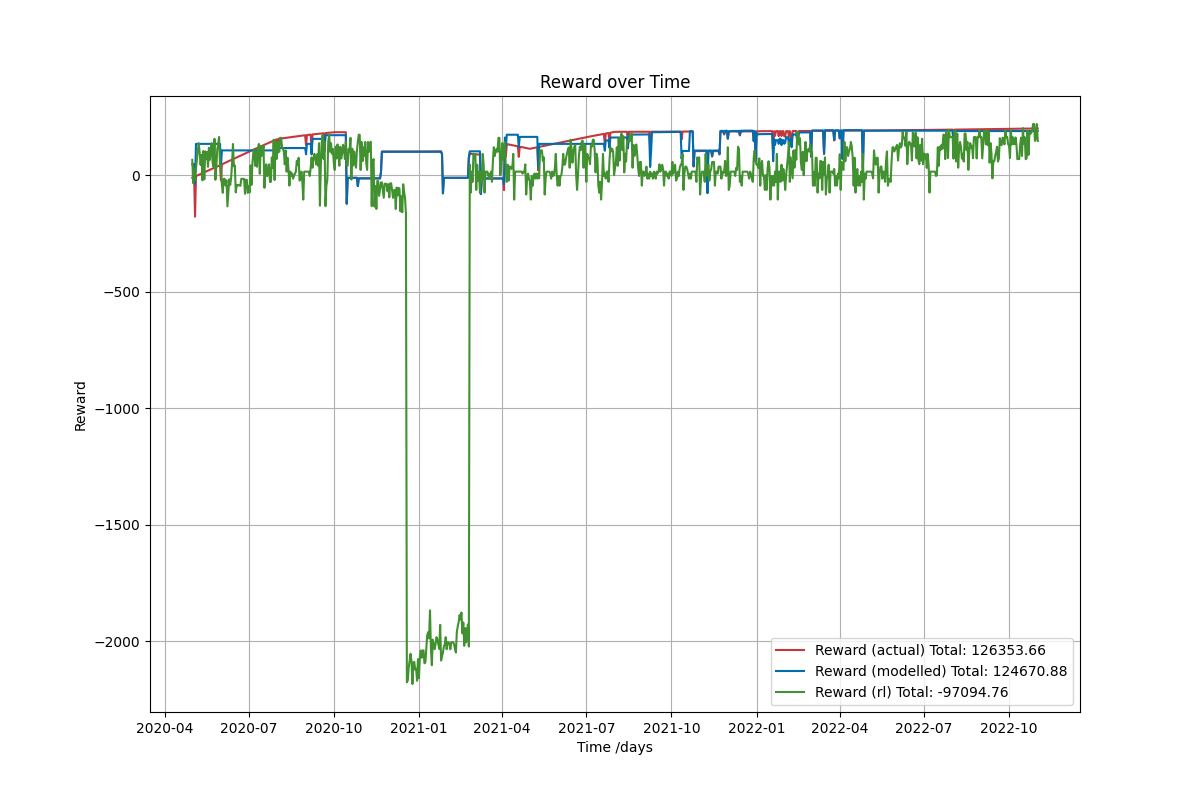 Reward over Time
Reward
0
−500
−1000
−1500
−2000
Reward (actual) Total: 126353.66
Reward (modelled) Total: 124670.88
Reward (rl) Total: -97094.76
2020-04 2020-07 2020-10 2021-01 2021-04 2021-07 2021-10 2022-01 2022-04 2022-07 2022-10
Time /days